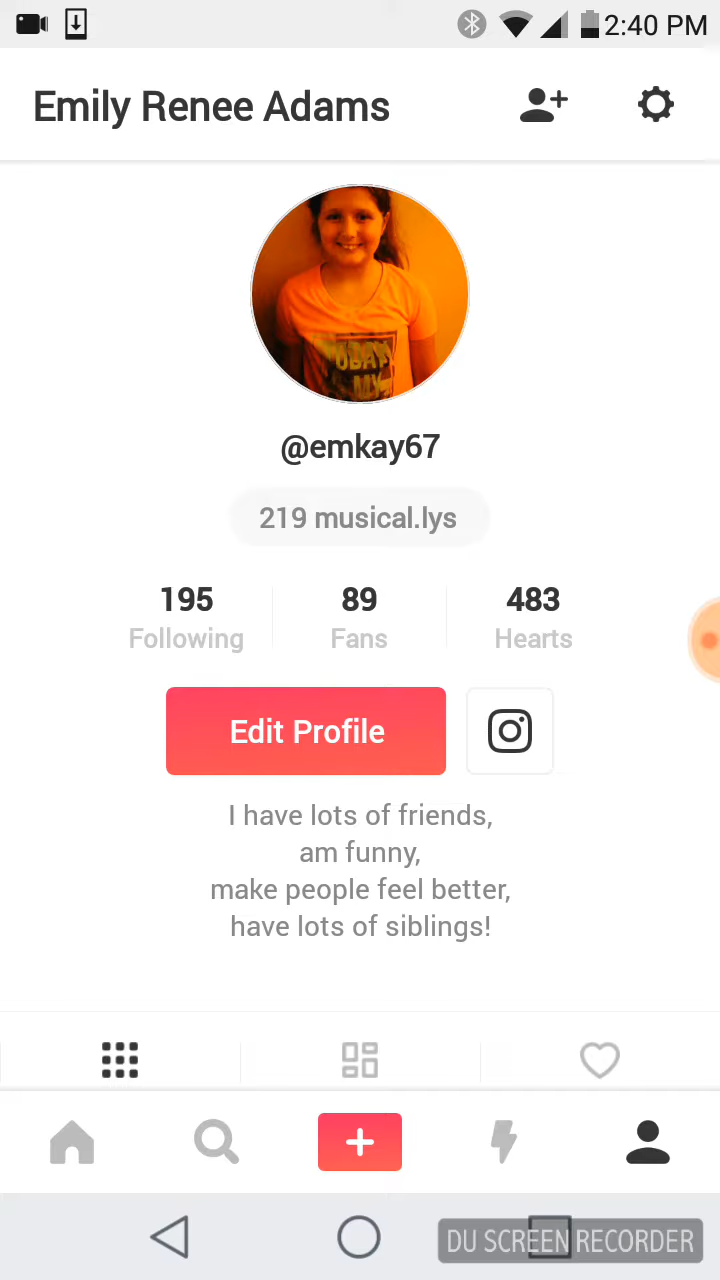 2:40 PM
Emily Renee Adams
@emkay67
219 musical.lys
195 89 483
Following Fans Hearts
Edit Profile
I have lots of friends,
am funny,
make people feel better,
have lots of siblings!
DU SCREEN RECORDER